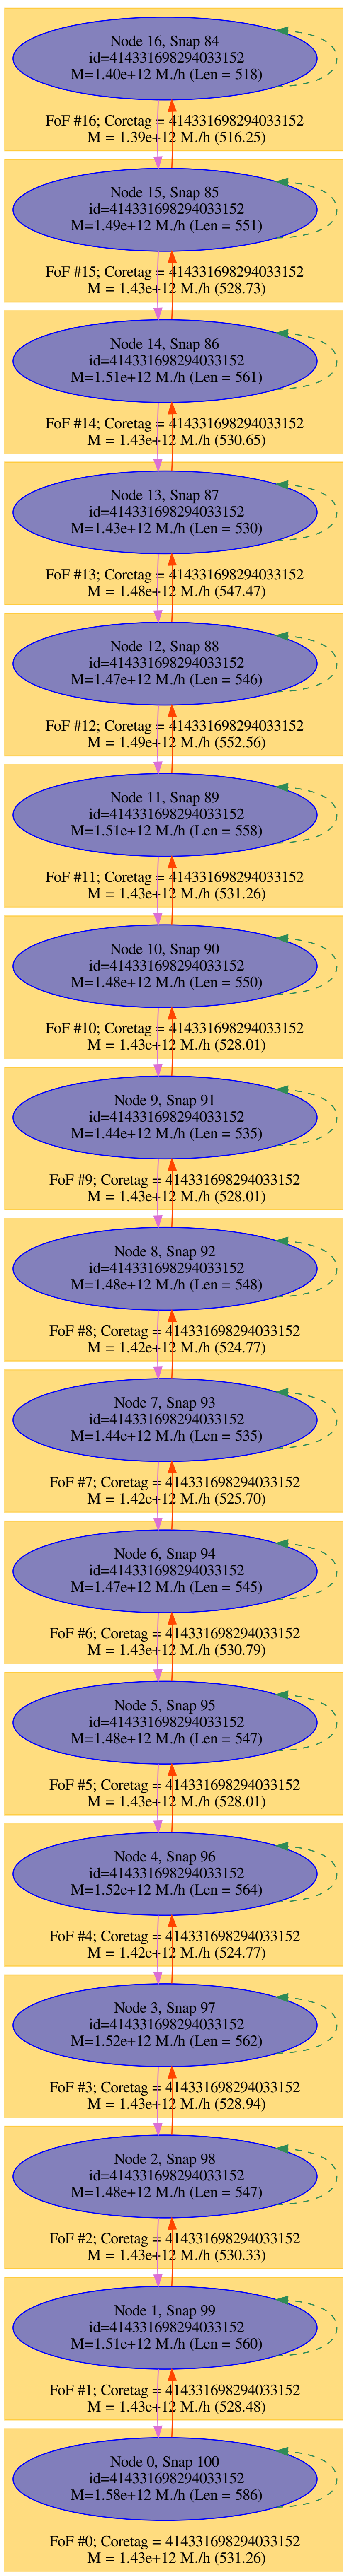 Node 16, Snap 84
id=414331698294033152
M=1.40e+12 M./h (Len = 518)
FoF #16; Coretag = 414331698294033152
M = 1.39e+12 M./h (516.25)
Node 15, Snap 85
id=414331698294033152
M=1.49e+12 M./h (Len = 551)
FoF #15; Coretag = 414331698294033152
M = 1.43e+12 M./h (528.73)
Node 14, Snap 86
id=414331698294033152
M=1.51e+12 M./h (Len = 561)
FoF #14; Coretag = 414331698294033152
M = 1.43e+12 M./h (530.65)
Node 13, Snap 87
id=414331698294033152
M=1.43e+12 M./h (Len = 530)
FoF #13; Coretag = 414331698294033152
M = 1.48e+12 M./h (547.47)
Node 12, Snap 88
id=414331698294033152
M=1.47e+12 M./h (Len = 546)
FoF #12; Coretag = 414331698294033152
M = 1.49e+12 M./h (552.56)
Node 11, Snap 89
id=414331698294033152
M=1.51e+12 M./h (Len = 558)
FoF #11; Coretag = 414331698294033152
M = 1.43e+12 M./h (531.26)
Node 10, Snap 90
id=414331698294033152
M=1.48e+12 M./h (Len = 550)
FoF #10; Coretag = 414331698294033152
M = 1.43e+12 M./h (528.01)
Node 9, Snap 91
id=414331698294033152
M=1.44e+12 M./h (Len = 535)
FoF #9; Coretag = 414331698294033152
M = 1.43e+12 M./h (528.01)
Node 8, Snap 92
id=414331698294033152
M=1.48e+12 M./h (Len = 548)
FoF #8; Coretag = 414331698294033152
M = 1.42e+12 M./h (524.77)
Node 7, Snap 93
id=414331698294033152
M=1.44e+12 M./h (Len = 535)
FoF #7; Coretag = 414331698294033152
M = 1.42e+12 M./h (525.70)
Node 6, Snap 94
id=414331698294033152
M=1.47e+12 M./h (Len = 545)
FoF #6; Coretag = 414331698294033152
M = 1.43e+12 M./h (530.79)
Node 5, Snap 95
id=414331698294033152
M=1.48e+12 M./h (Len = 547)
FoF #5; Coretag = 414331698294033152
M = 1.43e+12 M./h (528.01)
Node 4, Snap 96
id=414331698294033152
M=1.52e+12 M./h (Len = 564)
FoF #4; Coretag = 414331698294033152
M = 1.42e+12 M./h (524.77)
Node 3, Snap 97
id=414331698294033152
M=1.52e+12 M./h (Len = 562)
FoF #3; Coretag = 414331698294033152
M = 1.43e+12 M./h (528.94)
Node 2, Snap 98
id=414331698294033152
M=1.48e+12 M./h (Len = 547)
FoF #2; Coretag = 414331698294033152
M = 1.43e+12 M./h (530.33)
Node 1, Snap 99
id=414331698294033152
M=1.51e+12 M./h (Len = 560)
FoF #1; Coretag = 414331698294033152
M = 1.43e+12 M./h (528.48)
Node 0, Snap 100
id=414331698294033152
M=1.58e+12 M./h (Len = 586)
FoF #0; Coretag = 414331698294033152
M = 1.43e+12 M./h (531.26)